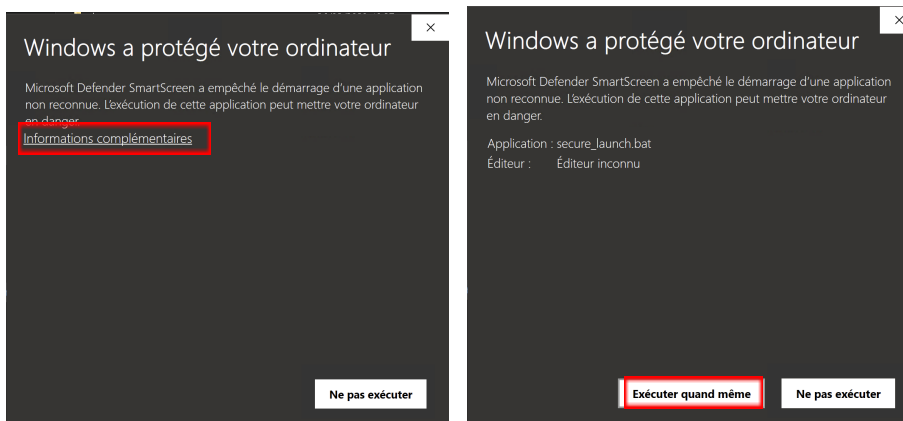 Windows a protégé votre ordinateur
Microsoft Defender SmartScreen a empêché le démarrage d'une application
non reconnue. L'exécution de cette application peut mettre votre ordinateur
en danger.
Informations complémentaires
Ne pas exécuter
Windows a protégé votre ordinateur
Microsoft Defender SmartScreen a empêché le démarrage d'une application
non reconnue. L'exécution de cette application peut mettre votre ordinateur
en danger.
Application : secure_launch.bat
Éditeur : Éditeur inconnu
Exécuter quand même
Ne pas exécuter